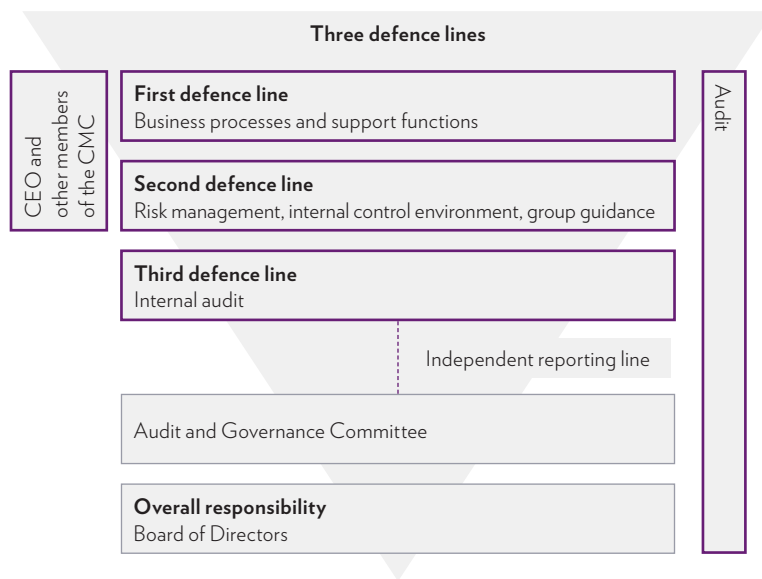 Three defence lines
CEO and
other members
of the CMC
First defence line
Business processes and support functions
Second defence line
Risk management, internal control environment, group guidance
Third defence line
Internal audit
Independent reporting line
Audit and Governance Committee
Overall responsibility
Board of Directors
Audit